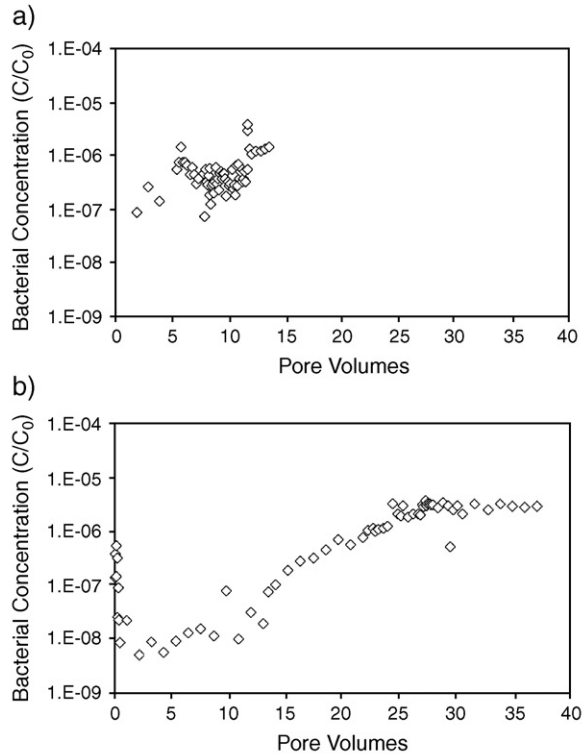 a)
Bacterial Concentration (C/C0)
1.E-04
1.E-05
1.E-06
1.E-07
1.E-08
1.E-09
0 5 10 15 20 25 30 35 40
Pore Volumes
b)
Bacterial Concentration (C/C0)
1.E-04
1.E-05
1.E-06
1.E-07
1.E-08
1.E-09
0 5 10 15 20 25 30 35 40
Pore Volumes